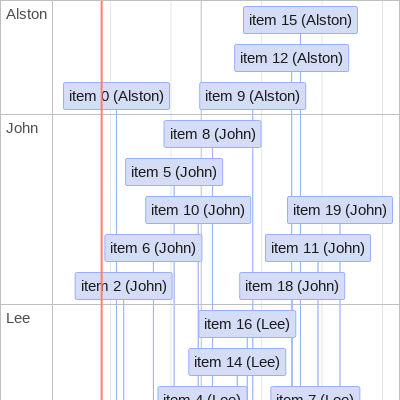 Alston
item 15 (Alston)
item 12 (Alston)
item 0 (Alston)
item 9 (Alston)
John
item 8 (John)
item 5 (John)
item 10 (John)
item 19 (John)
item 6 (John)
item 11 (John)
item 2 (John)
item 18 (John)
Lee
item 16 (Lee)
item 14 (Lee)
item 4 (Lee)
item 7 (Lee)